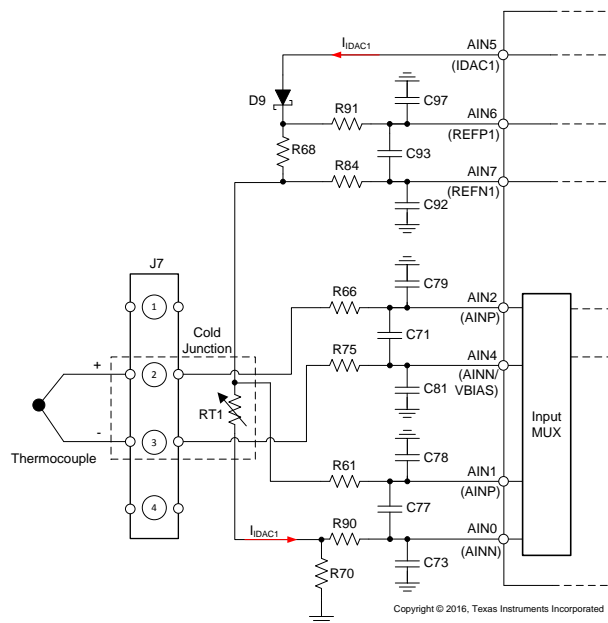 I_IDAC1
AIN5
(IDAC1)
D9
C97
R91
AIN6
(REFP1)
R68
C93
R84
AIN7
(REFN1)
C92
J7
C79
1
R66
AIN2
(AINP)
Cold
Junction
C71
R75
AIN4
(AINN/
VBIAS)
+
2
C81
RT1
Input
MUX
-
3
C78
Thermocouple
R61
AIN1
(AINP)
4
C77
I_IDAC1
R90
AIN0
(AINN)
C73
R70
Copyright © 2016, Texas Instruments Incorporated